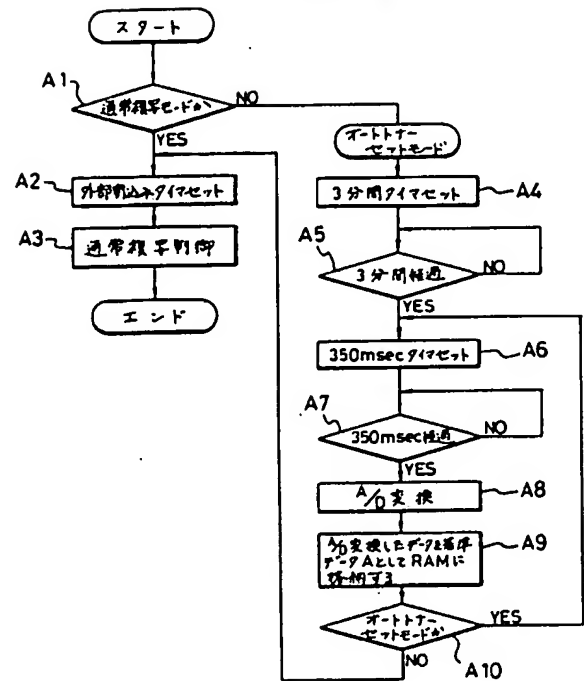 スタート
A1
通常複写モードか
NO
YES
A2
外部割込みタイマセット
A3
通常複写制御
エンド
オートトナー
セットモード
3分間タイマセット
A4
A5
3分間経過
NO
YES
350msecタイマセット
A6
A7
350msec経過
NO
YES
A/D変換
A8
A/D変換したデータを基準
データAとしてRAMに
格納する
A9
オートトナー
セットモードか
YES
NO
A10